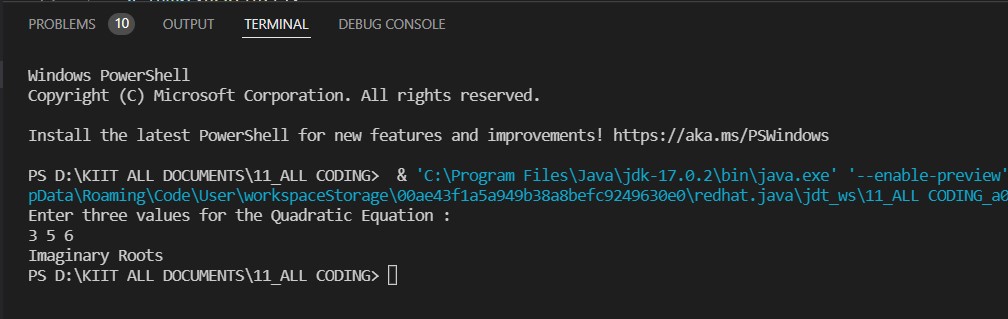 PROBLEMS 10 OUTPUT TERMINAL DEBUG CONSOLE
Windows PowerShell
Copyright (C) Microsoft Corporation. All rights reserved.
Install the latest PowerShell for new features and improvements! https://aka.ms/PSWindows
PS D:\KIIT ALL DOCUMENTS\11_ALL CODING>  & 'C:\Program Files\Java\jdk-17.0.2\bin\java.exe' '--enable-preview'
pData\Roaming\Code\User\workspaceStorage\00ae43f1a5a949b38a8befc9249630e0\redhat.java\jdt_ws\11_ALL CODING_a0
Enter three values for the Quadratic Equation :
3 5 6
Imaginary Roots
PS D:\KIIT ALL DOCUMENTS\11_ALL CODING>